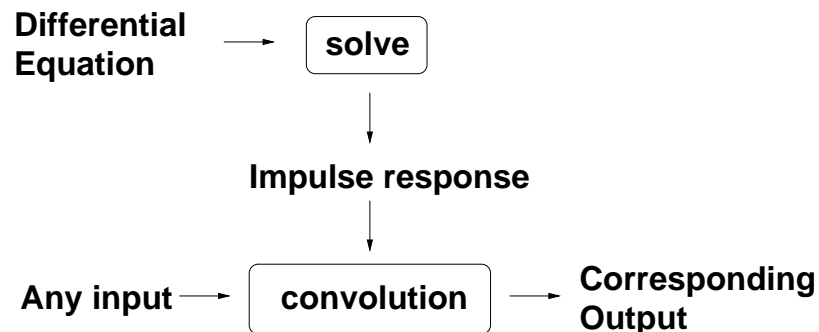 Differential
Equation
solve
Impulse response
Any input
convolution
Corresponding
Output